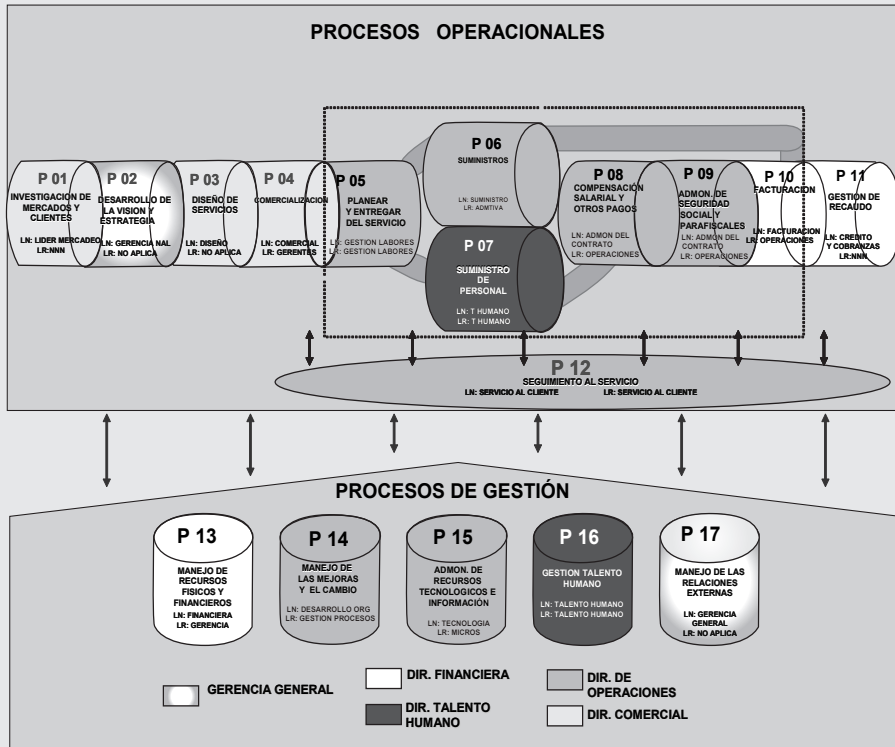 PROCESOS OPERACIONALES
P 01
INVESTIGACION DE
MERCADOS Y
CLIENTES
LN: LIDER MERCADEO
LR:NNN
P 02
DESARROLLO DE
LA VISION Y
ESTRATEGIA
LN: GERENCIA NAL
LR: NO APLICA
P 03
DISEÑO DE
SERVICIOS
LN: DISEÑO
LR: NO APLICA
P 04
COMERCIALIZACION
LN: COMERCIAL
LR: GERENTES
P 05
PLANEAR
Y ENTREGAR
DEL SERVICIO
LN: GESTION LABORES
LR: GESTION LABORES
P 06
SUMINISTROS
LN: SUMINISTRO
LR: ADMTIVA
P 07
SUMINISTRO
DE
PERSONAL
LN: T HUMANO
LR: T HUMANO
P 08
COMPENSACIÓN
SALARIAL Y
OTROS PAGOS
LN: ADMON DEL
CONTRATO
LR: OPERACIONES
P 09
ADMON. DE
SEGURIDAD
SOCIAL Y
PARAFISCALES
LN: ADMON DEL
CONTRATO
LR: OPERACIONES
P 10
FACTURACION
LN: FACTURACION
LR: OPERACIONES
P 11
GESTION DE
RECAUDO
LN: CREDITO
Y COBRANZAS
LR:NNN
P 12
SEGUIMIENTO AL SERVICIO
LN: SERVICIO AL CLIENTE LR: SERVICIO AL CLIENTE
PROCESOS DE GESTIÓN
P 13
MANEJO DE
RECURSOS
FISICOS Y
FINANCIEROS
LN: FINANCIERA
LR: GERENCIA
P 14
MANEJO DE
LAS MEJORAS
Y EL CAMBIO
LN: DESARROLLO ORG
LR: GESTION PROCESOS
P 15
ADMON. DE
RECURSOS
TECNOLOGICOS E
INFORMACIÓN
LN: TECNOLOGIA
LR: MICROS
P 16
GESTION TALENTO
HUMANO
LN: TALENTO HUMANO
LR: TALENTO HUMANO
P 17
MANEJO DE LAS
RELACIONES
EXTERNAS
LN: GERENCIA
GENERAL
LR: NO APLICA
GERENCIA GENERAL
DIR. FINANCIERA
DIR. TALENTO
HUMANO
DIR. DE
OPERACIONES
DIR. COMERCIAL